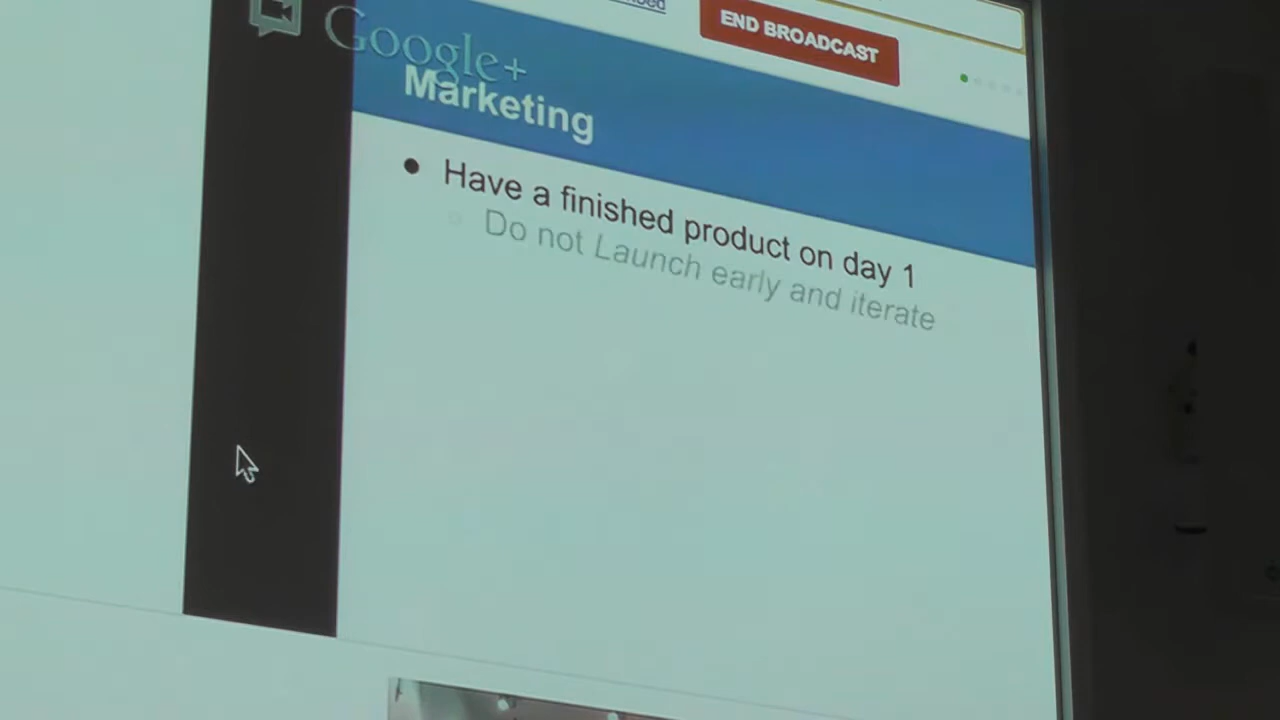 END BROADCAST
Google+
Marketing
Have a finished product on day 1
Do not Launch early and iterate